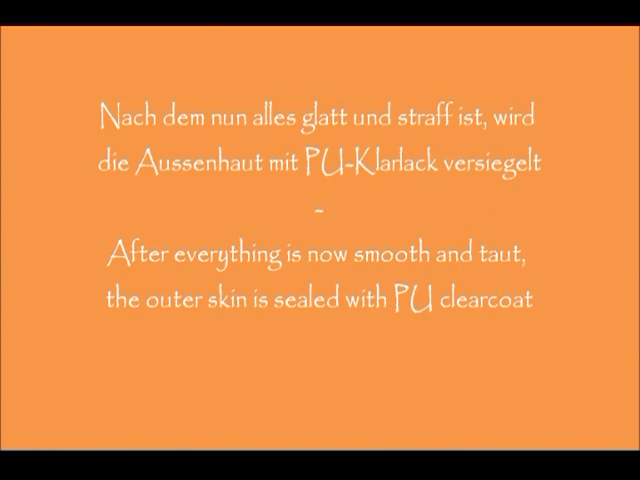 Nach dem nun alles glatt und straff ist, wird
die Aussenhaut mit PU-Klarlack versiegelt
-
After everything is now smooth and taut,
the outer skin is sealed with PU clearcoat